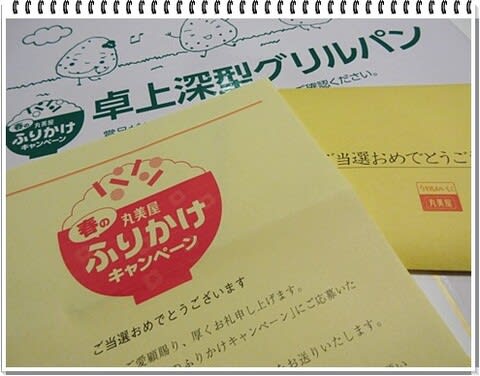 卓上深型グリルパン
ご確認ください。
春の
丸美屋
ふりかけ
キャンペーン
ご当選おめでとうござ
丸美屋
春の
丸美屋
ふりかけ
キャンペーン
ご当選おめでとうございます
ご愛顧賜り、厚くお礼申し上げます。
ふりかけキャンペーン」にご応募いた
お送りいたします。